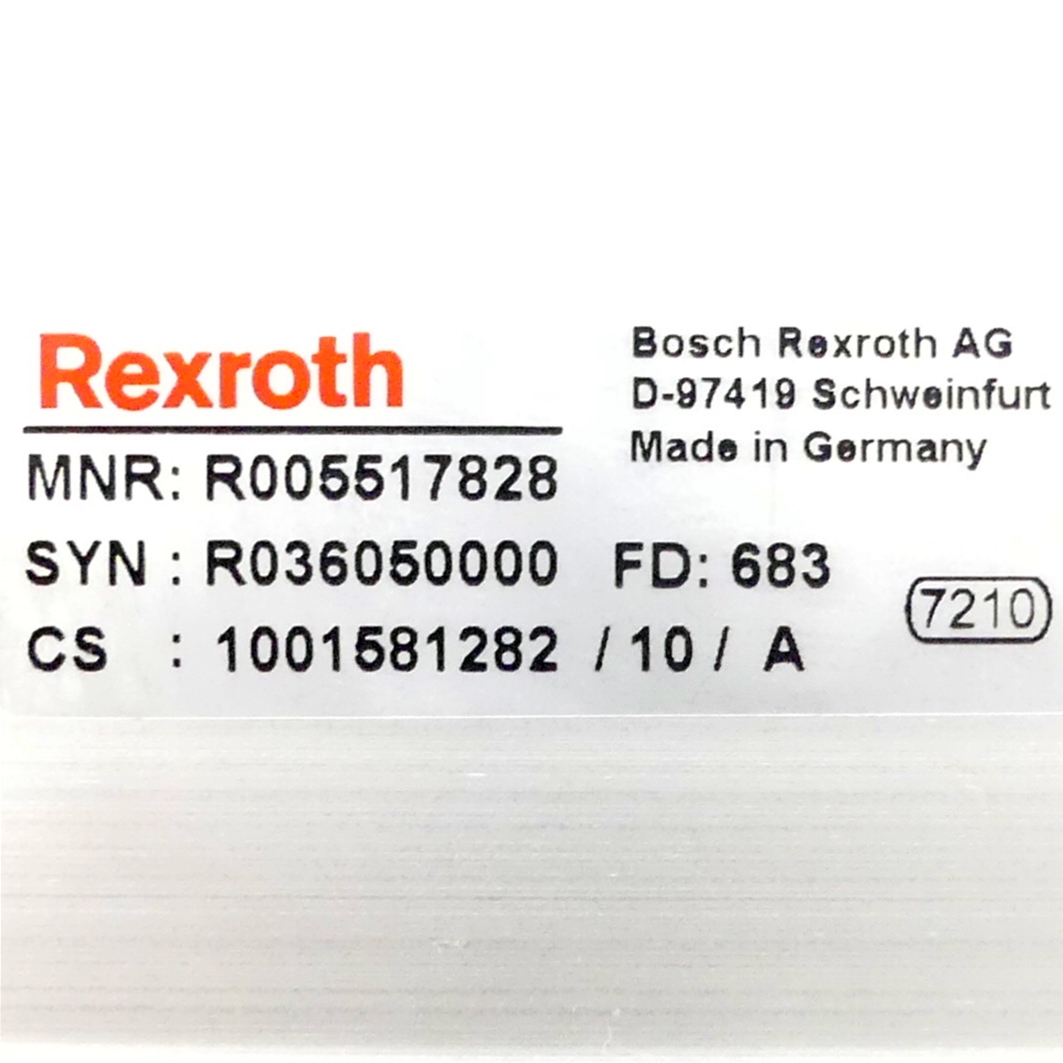 Rexroth
Bosch Rexroth AG
D-97419 Schweinfurt
Made in Germany
MNR: R005517828
SYN : R036050000 FD: 683
7210
CS : 1001581282 / 10 / A